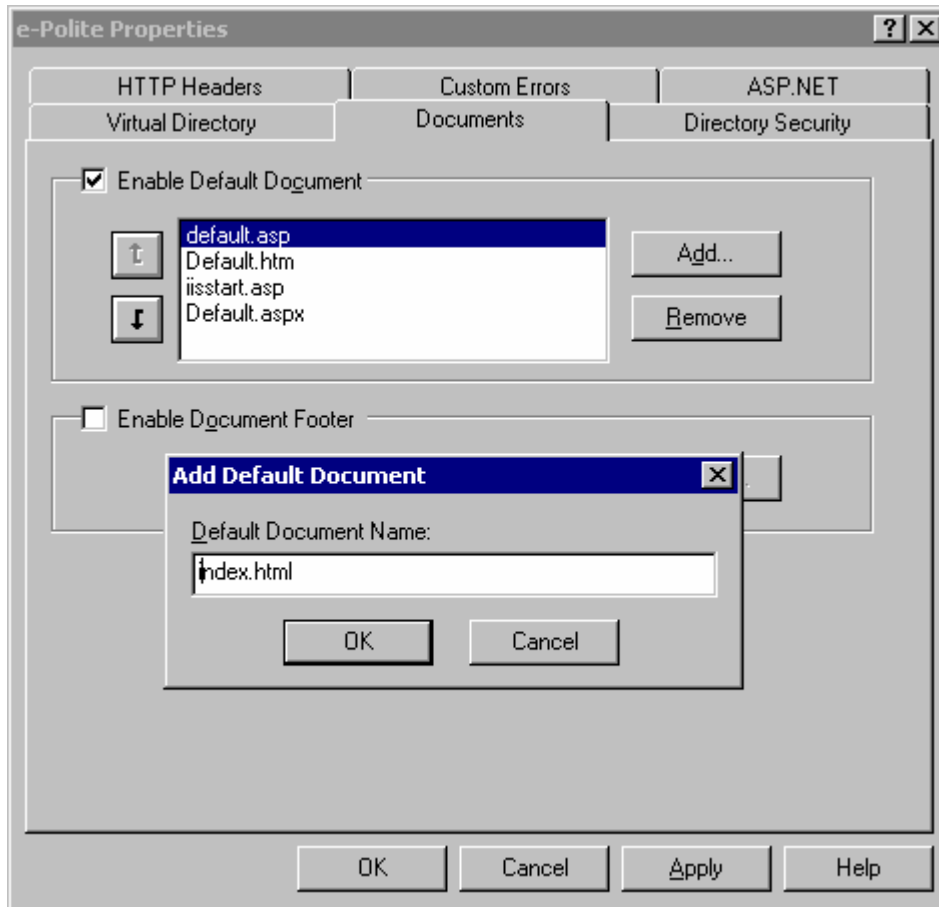 e-Polite Properties
HTTP Headers
Custom Errors
ASP.NET
Virtual Directory
Documents
Directory Security
Enable Default Document
default.asp
Default.htm
iisstart.asp
Default.aspx
Add...
Remove
Enable Document Footer
Add Default Document
Default Document Name:
index.html
OK
Cancel
OK
Cancel
Apply
Help